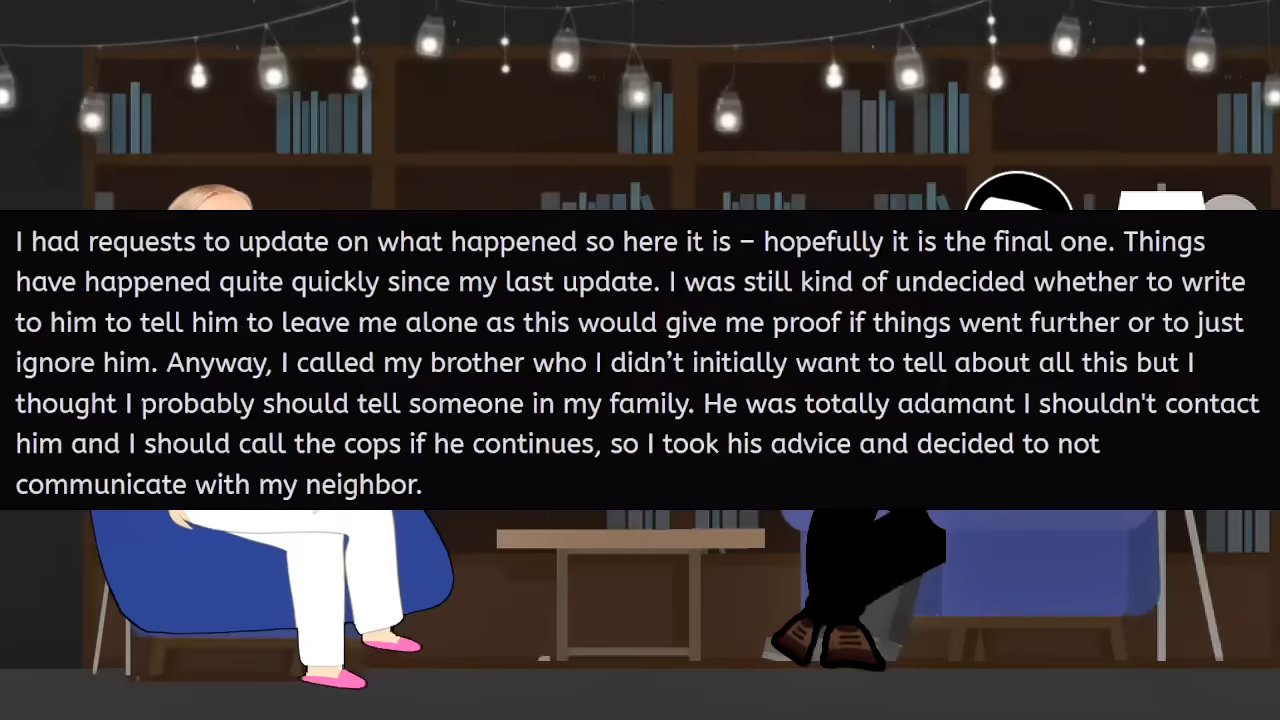 I had requests to update on what happened so here it is – hopefully it is the final one. Things
have happened quite quickly since my last update. I was still kind of undecided whether to write
to him to tell him to leave me alone as this would give me proof if things went further or to just
ignore him. Anyway, I called my brother who I didn’t initially want to tell about all this but I
thought I probably should tell someone in my family. He was totally adamant I shouldn't contact
him and I should call the cops if he continues, so I took his advice and decided to not
communicate with my neighbor.